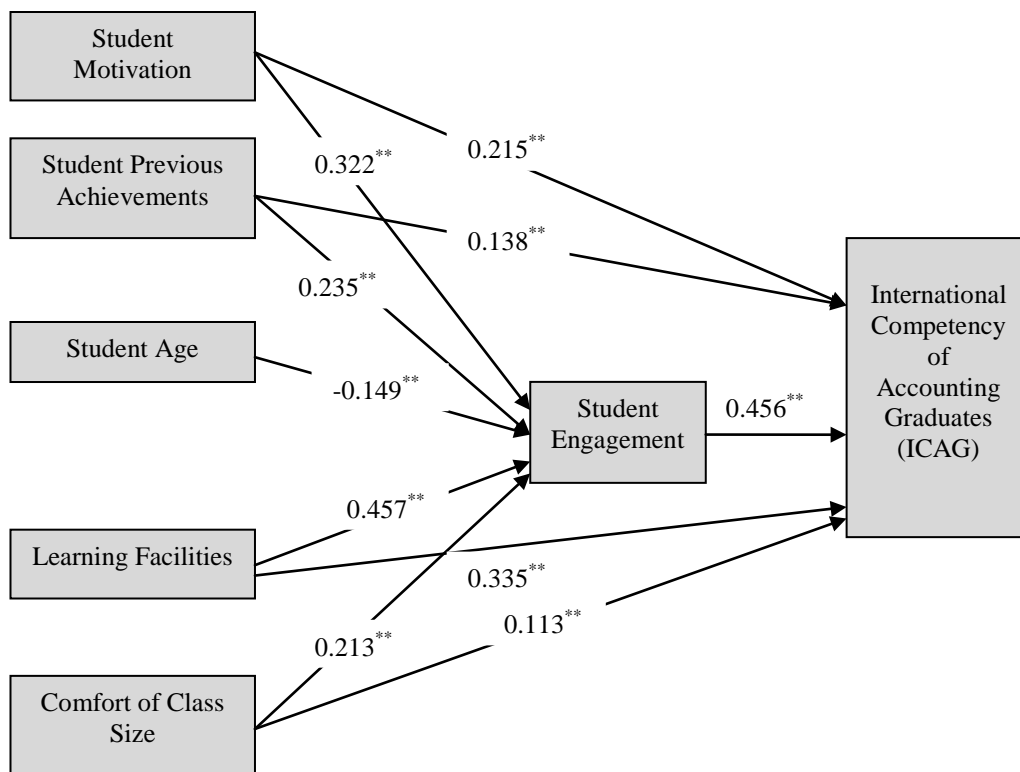 Student
Motivation
0.322**
0.215**
Student Previous
Achievements
0.138**
0.235**
International
Competency
of
Accounting
Graduates
(ICAG)
Student Age
-0.149**
Student
Engagement
0.456**
0.457**
Learning Facilities
0.335**
0.113**
0.213**
Comfort of Class
Size